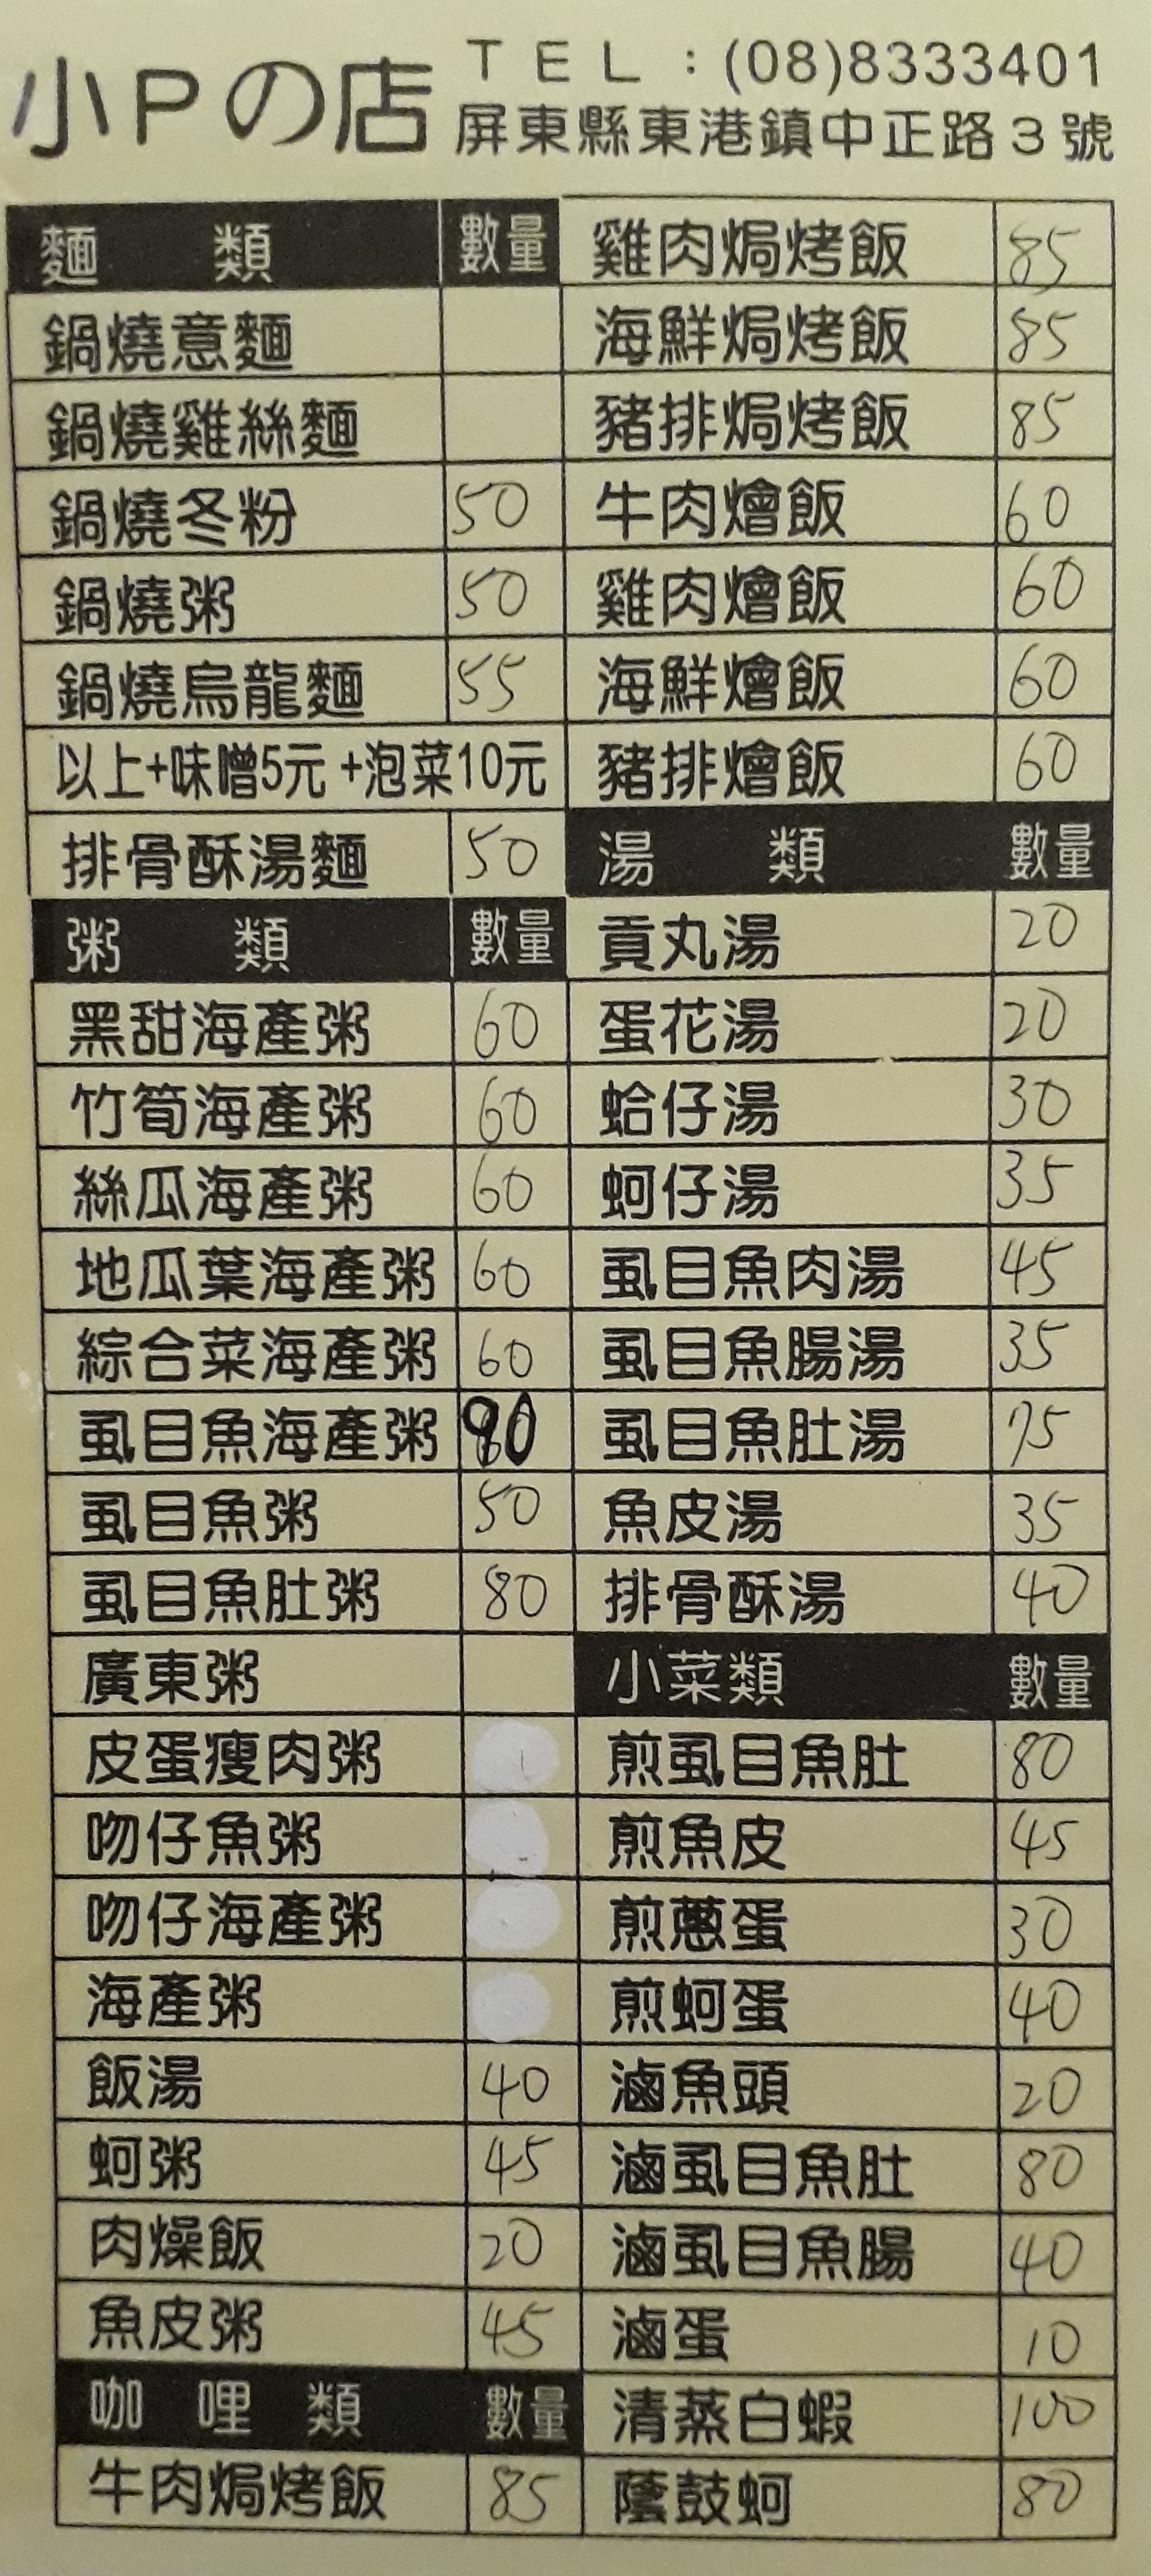 小Pの店
TEL:(08)8333401
屏東縣東港鎮中正路3號
麵類 數量
鍋燒意麵
鍋燒雞絲麵
鍋燒冬粉 50
鍋燒粥 50
鍋燒烏龍麵 55
以上+味噌5元+泡菜10元
排骨酥湯麵 50
粥類 數量
黑甜海產粥 60
竹筍海產粥 60
絲瓜海產粥 60
地瓜葉海產粥 60
綜合菜海產粥 60
虱目魚海產粥 90
虱目魚粥 50
虱目魚肚粥 80
廣東粥
皮蛋瘦肉粥
吻仔魚粥
吻仔海產粥
海產粥
飯湯 40
蚵粥 45
肉燥飯 20
魚皮粥 45
咖哩類 數量
牛肉焗烤飯 85
雞肉焗烤飯 85
海鮮焗烤飯 85
豬排焗烤飯 85
牛肉燴飯 60
雞肉燴飯 60
海鮮燴飯 60
豬排燴飯 60
湯類 數量
貢丸湯 20
蛋花湯 20
蛤仔湯 30
蚵仔湯 35
虱目魚肉湯 45
虱目魚腸湯 35
虱目魚肚湯 75
魚皮湯 35
排骨酥湯 40
小菜類 數量
煎虱目魚肚 80
煎魚皮 45
煎蔥蛋 30
煎蚵蛋 40
滷魚頭 20
滷虱目魚肚 80
滷虱目魚腸 40
滷蛋 10
清蒸白蝦 100
蔭鼓蚵 80